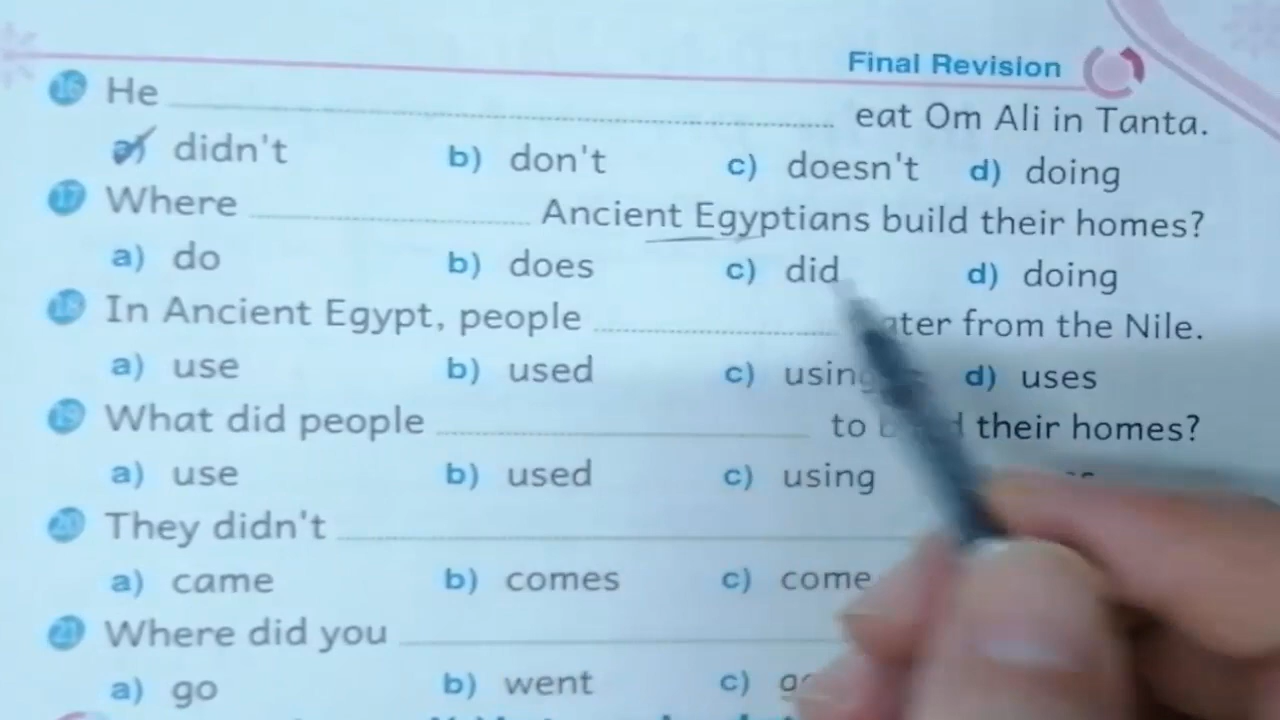 Final Revision
16 He ........ eat Om Ali in Tanta.
a) didn't b) don't c) doesn't d) doing
17 Where ........ Ancient Egyptians build their homes?
a) do b) does c) did d) doing
18 In Ancient Egypt, people ........ from the Nile.
a) use b) used c) using d) uses
19 What did people ........ to their homes?
a) use b) used c) using
20 They didn't ........
a) came b) comes c) come
21 Where did you ........
a) go b) went c)